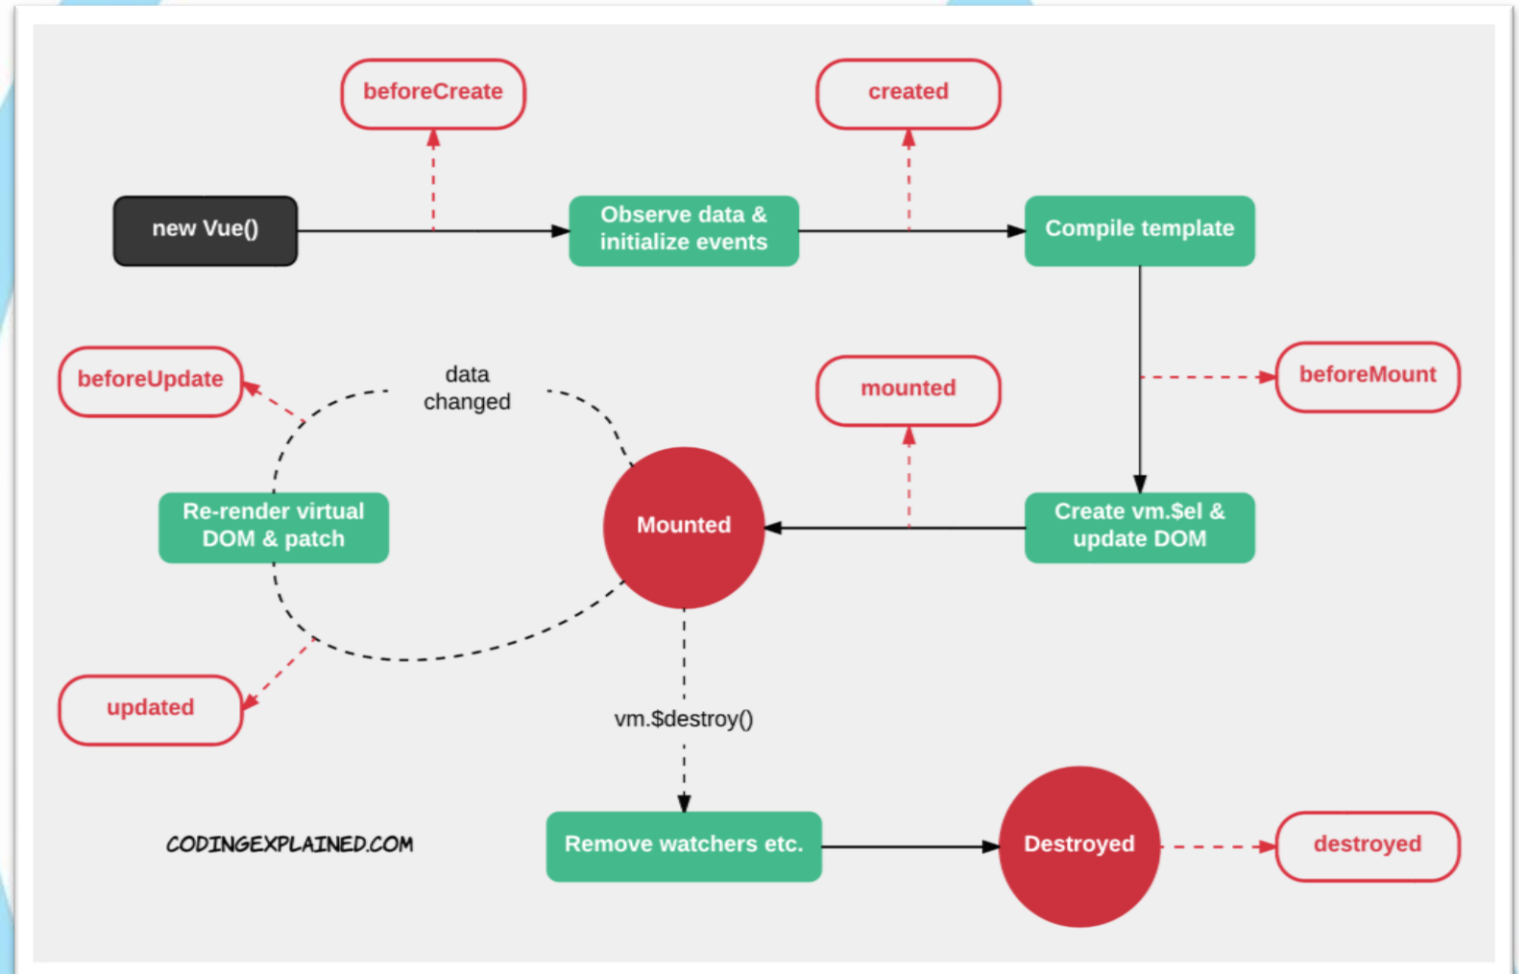 beforeCreate
created
new Vue()
Observe data &
initialize events
Compile template
beforeUpdate
data
changed
mounted
beforeMount
Re-render virtual
DOM & patch
Mounted
Create vm.$el &
update DOM
updated
vm.$destroy()
CODINGEXPLAINED.COM
Remove watchers etc.
Destroyed
destroyed